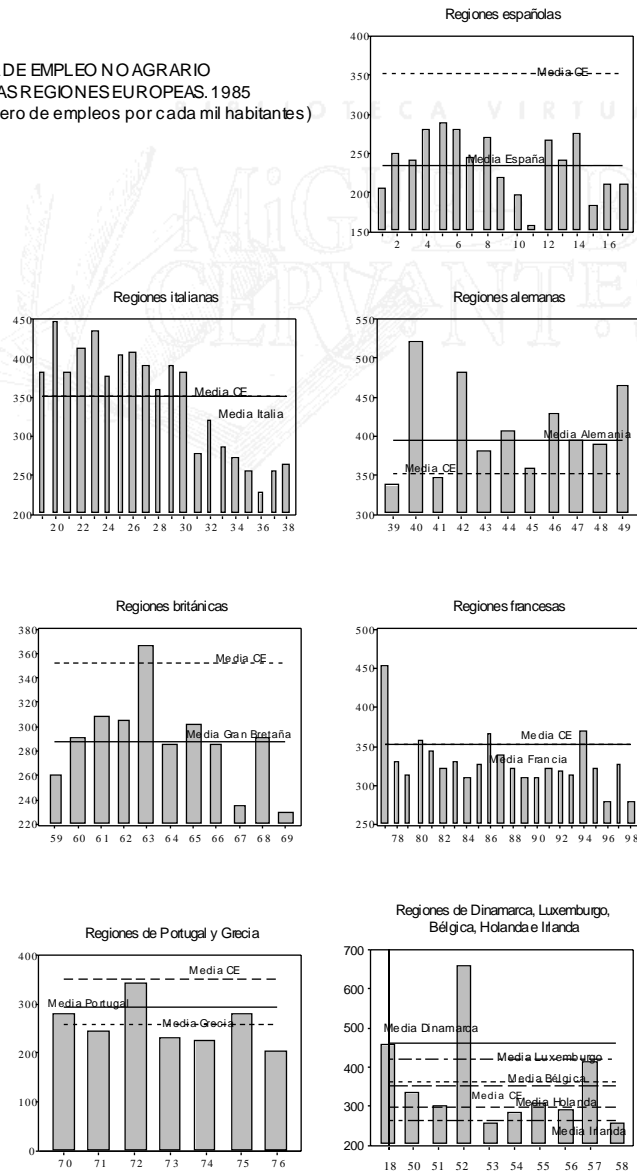 DE EMPLEO NO AGRARIO
AS REGIONES EUROPEAS. 1985
ero de empleos por cada mil habitantes)
BIBLIOTECA VIRTU
MiGUEL DE
CERVANTES
Regiones españolas
400
350
300
250
200
150
Media CE
Media España
2 4 6 8 10 12 14 16
Regiones italianas
450
400
350
300
250
200
Media CE
Media Italia
20 22 24 26 28 30 32 34 36 38
Regiones alemanas
550
500
450
400
350
300
Media Alemania
Media CE
39 40 41 42 43 44 45 46 47 48 49
Regiones británicas
380
360
340
320
300
280
260
240
220
Media CE
Media Gran Bretaña
59 60 61 62 63 64 65 66 67 68 69
Regiones francesas
500
450
400
350
300
250
Media CE
Media Francia
78 80 82 84 86 88 90 92 94 96 98
Regiones de Portugal y Grecia
400
300
200
100
0
Media CE
Media Portugal
Media Grecia
70 71 72 73 74 75 76
Regiones de Dinamarca, Luxemburgo,
Bélgica, Holanda e Irlanda
700
600
500
400
300
200
Media Dinamarca
Media Luxemburgo
Media Bélgica
Media CE
Media Holanda
Media Irlanda
18 50 51 52 53 54 55 56 57 58